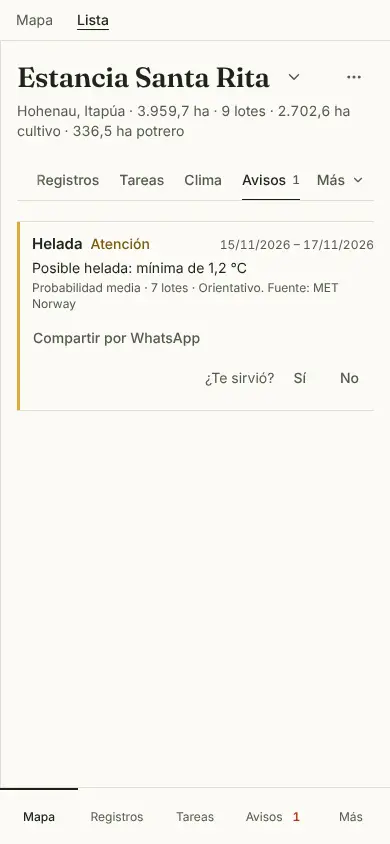 Mapa Lista
Estancia Santa Rita
Hohenau, Itapúa · 3.959,7 ha · 9 lotes · 2.702,6 ha
cultivo · 336,5 ha potrero
Registros Tareas Clima Avisos 1 Más
Helada Atención 15/11/2026 – 17/11/2026
Posible helada: mínima de 1,2 °C
Probabilidad media · 7 lotes · Orientativo. Fuente: MET
Norway
Compartir por WhatsApp
¿Te sirvió? Sí No
Mapa Registros Tareas Avisos 1 Más